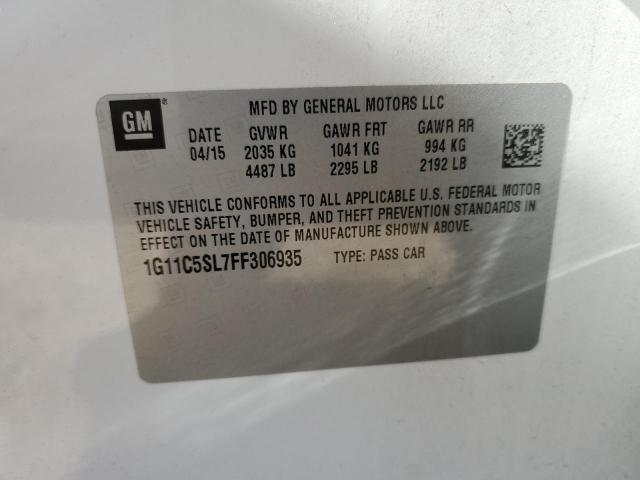 GM
MFD BY GENERAL MOTORS LLC
DATE GVWR GAWR FRT GAWR RR
04/15 2035 KG 1041 KG 994 KG
4487 LB 2295 LB 2192 LB
THIS VEHICLE CONFORMS TO ALL APPLICABLE U.S. FEDERAL MOTOR
VEHICLE SAFETY, BUMPER, AND THEFT PREVENTION STANDARDS IN
EFFECT ON THE DATE OF MANUFACTURE SHOWN ABOVE.
1G11C5SL7FF306935 TYPE: PASS CAR